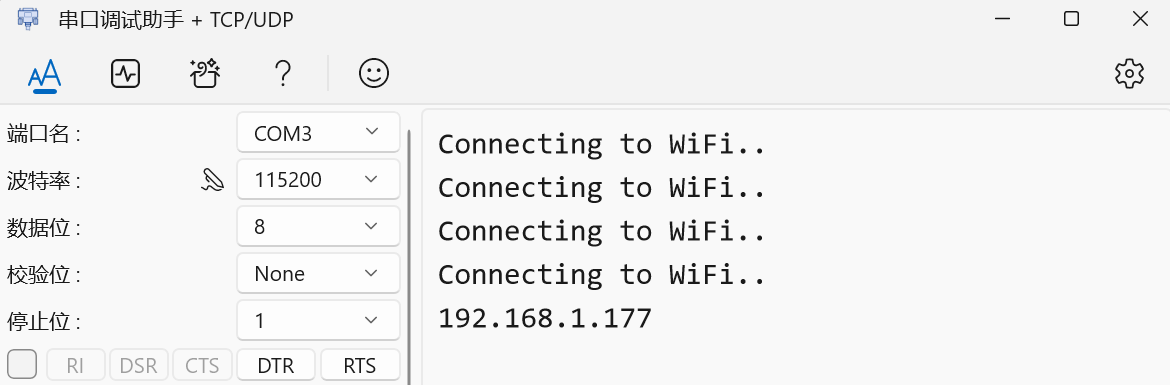 串口调试助手 + TCP/UDP
端口名 : COM3
波特率 : 115200
数据位 : 8
校验位 : None
停止位 : 1
RI DSR CTS DTR RTS
Connecting to WiFi..
Connecting to WiFi..
Connecting to WiFi..
Connecting to WiFi..
192.168.1.177